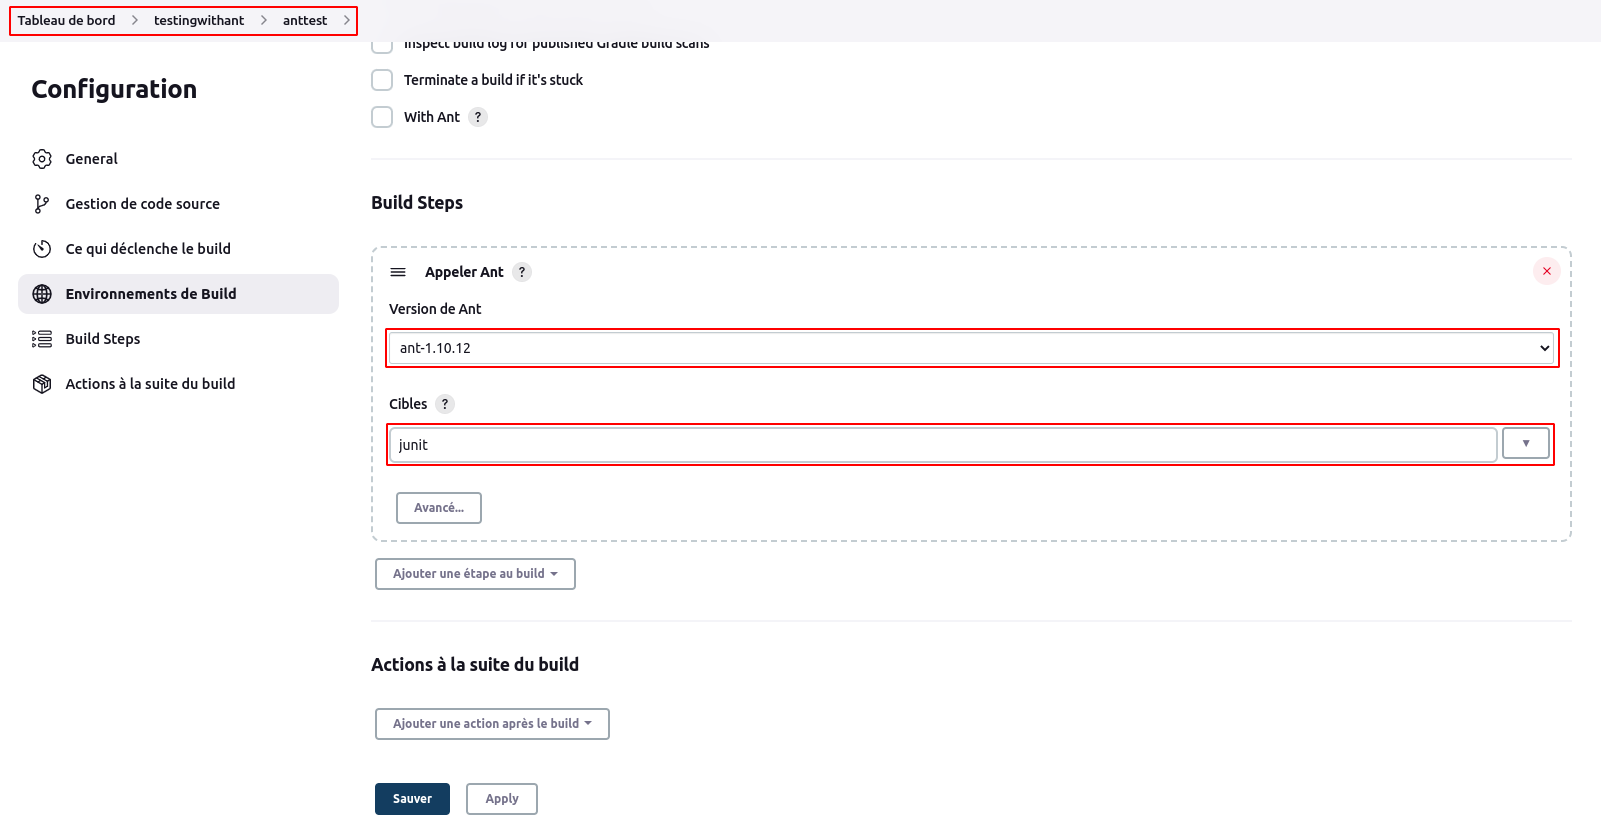 Tableau de bord > testingwithant > anttest >
Configuration
General
Gestion de code source
Ce qui déclenche le build
Environnements de Build
Build Steps
Actions à la suite du build
Inspect build log for published Gradle build scans
Terminate a build if it's stuck
With Ant ?
Build Steps
Appeler Ant ?
Version de Ant
ant-1.10.12
Cibles ?
junit
Avancé...
Ajouter une étape au build
Actions à la suite du build
Ajouter une action après le build
Sauver Apply